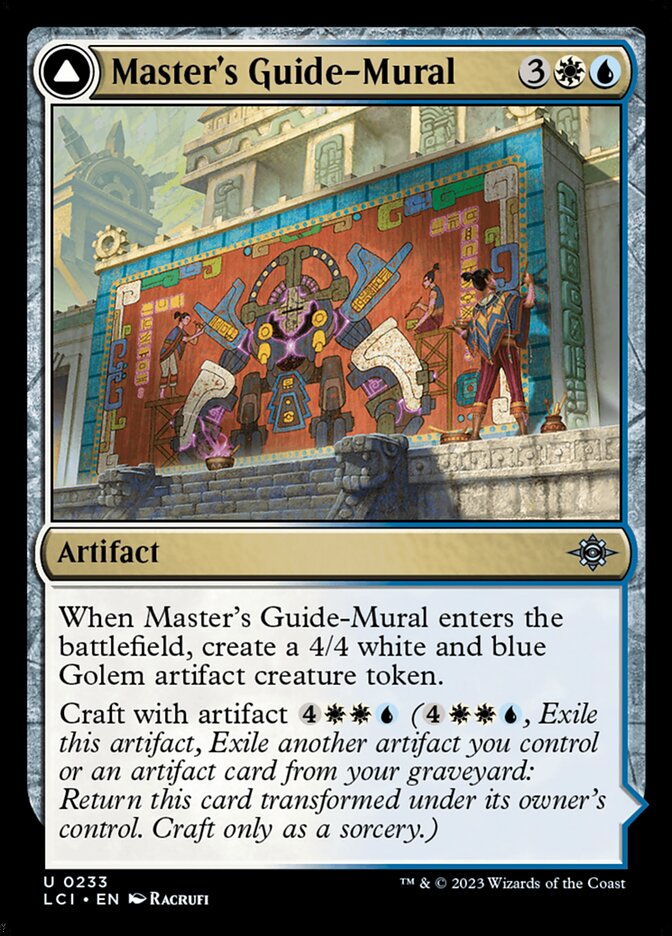 Master's Guide-Mural 3
Artifact
When Master's Guide-Mural enters the
battlefield, create a 4/4 white and blue
Golem artifact creature token.
Craft with artifact 4 (4, Exile
this artifact, Exile another artifact you control
or an artifact card from your graveyard:
Return this card transformed under its owner's
control. Craft only as a sorcery.)
U 0233
LCI • EN Racrufi
™ & © 2023 Wizards of the Coast